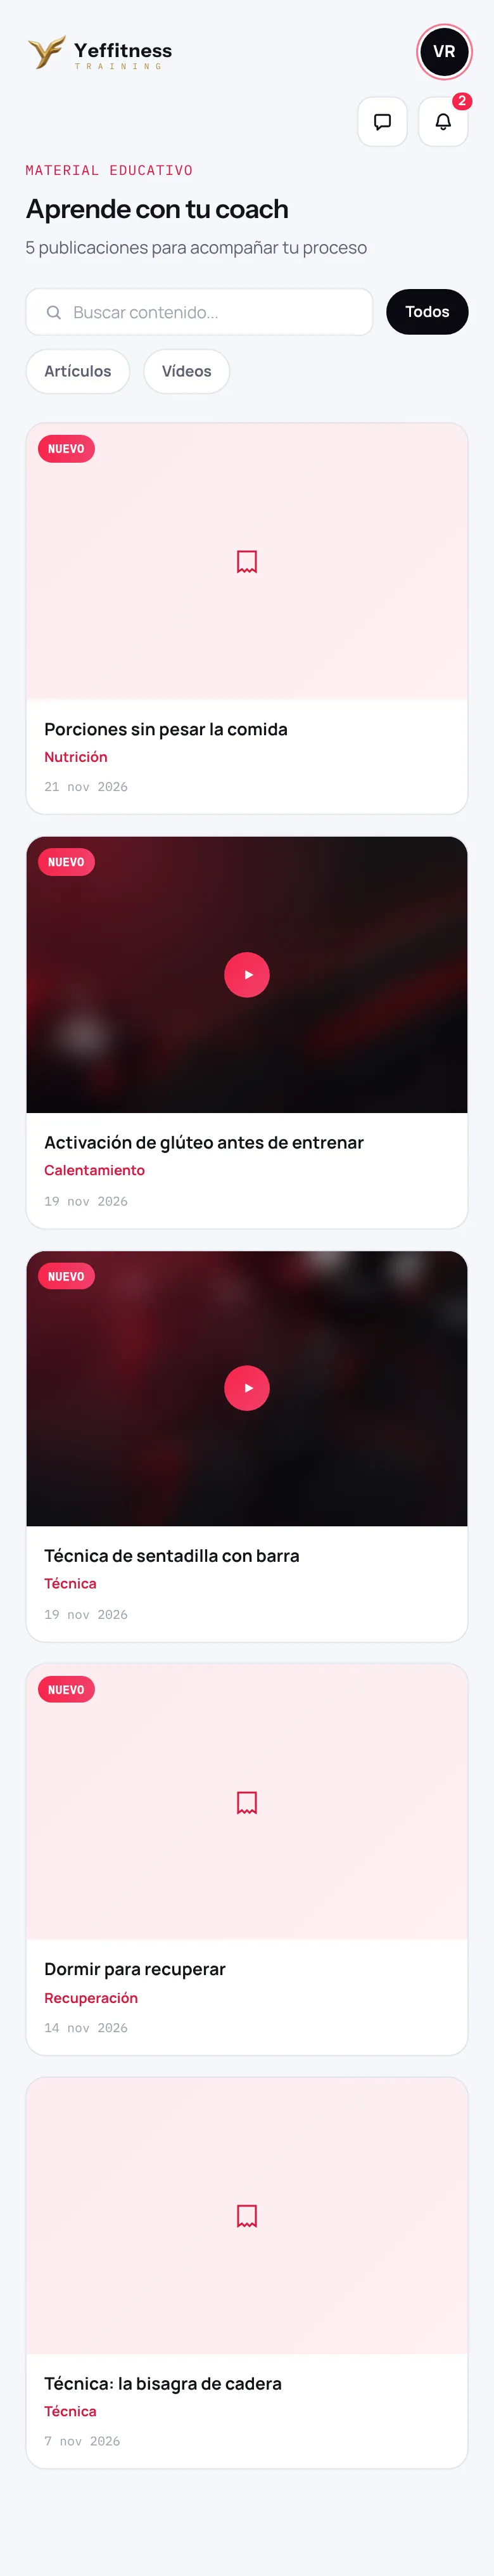 Yeffitness
TRAINING
VR
2
MATERIAL EDUCATIVO
Aprende con tu coach
5 publicaciones para acompañar tu proceso
Buscar contenido...
Todos
Artículos
Vídeos
NUEVO
Porciones sin pesar la comida
Nutrición
21 nov 2026
NUEVO
Activación de glúteo antes de entrenar
Calentamiento
19 nov 2026
NUEVO
Técnica de sentadilla con barra
Técnica
19 nov 2026
NUEVO
Dormir para recuperar
Recuperación
14 nov 2026
Técnica: la bisagra de cadera
Técnica
7 nov 2026